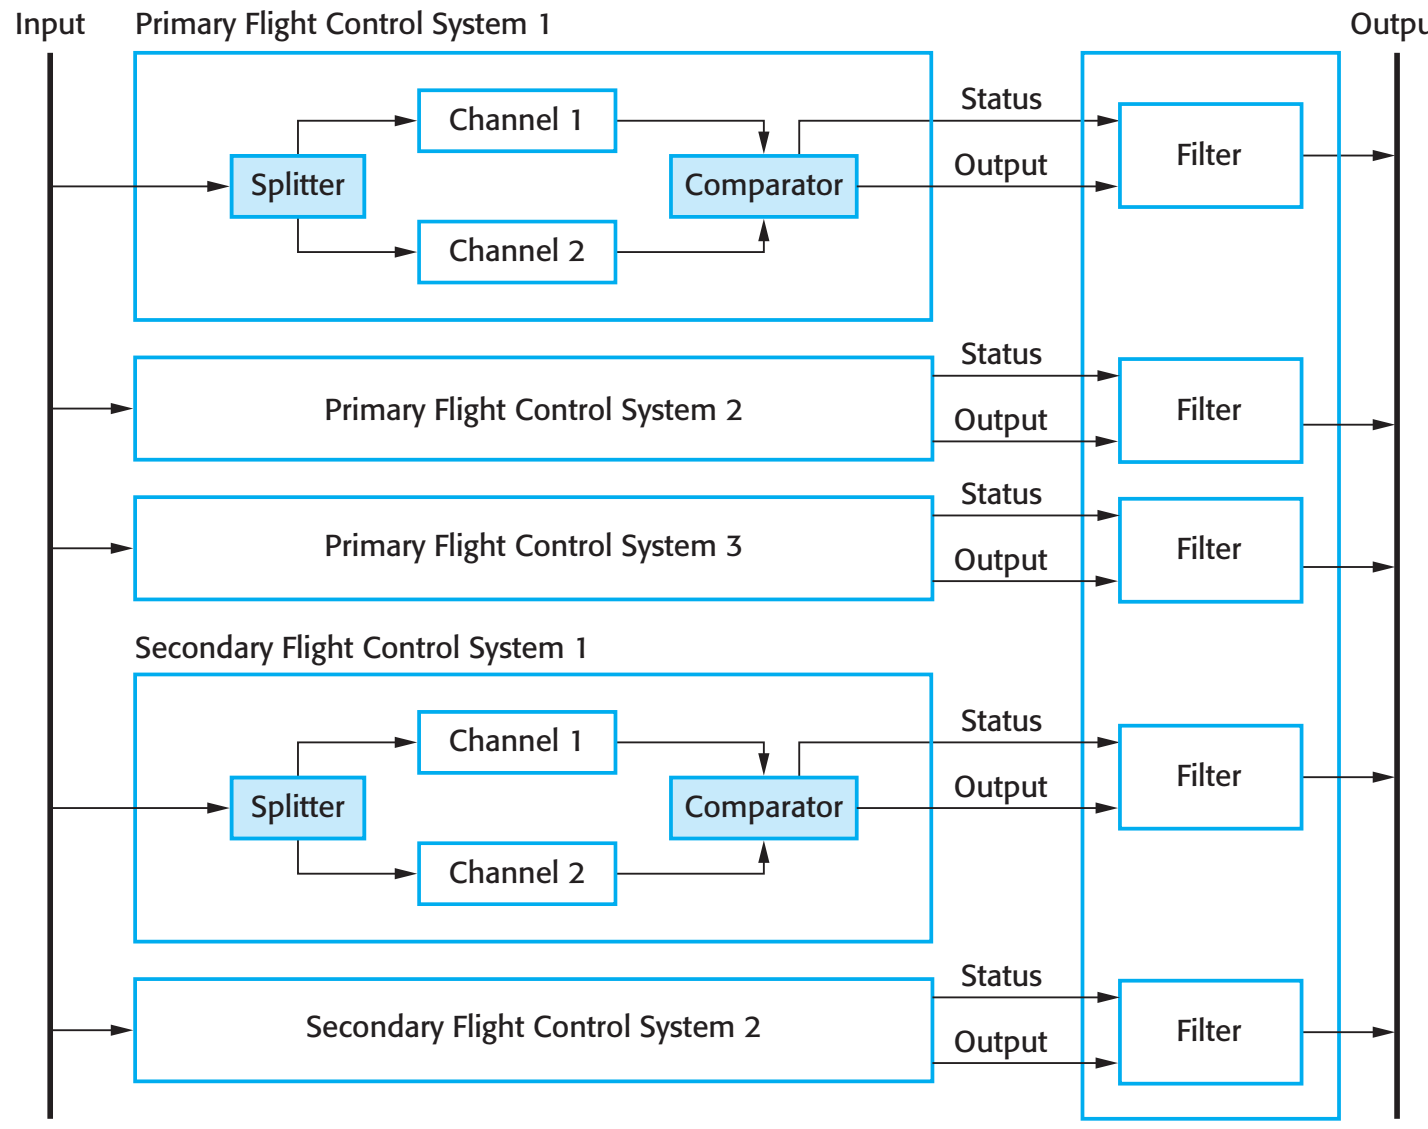 Input
Primary Flight Control System 1
Outpu
Channel 1
Status
Filter
Splitter
Comparator
Output
Channel 2
Status
Primary Flight Control System 2
Filter
Output
Status
Primary Flight Control System 3
Filter
Output
Secondary Flight Control System 1
Channel 1
Status
Filter
Splitter
Comparator
Output
Channel 2
Status
Secondary Flight Control System 2
Filter
Output